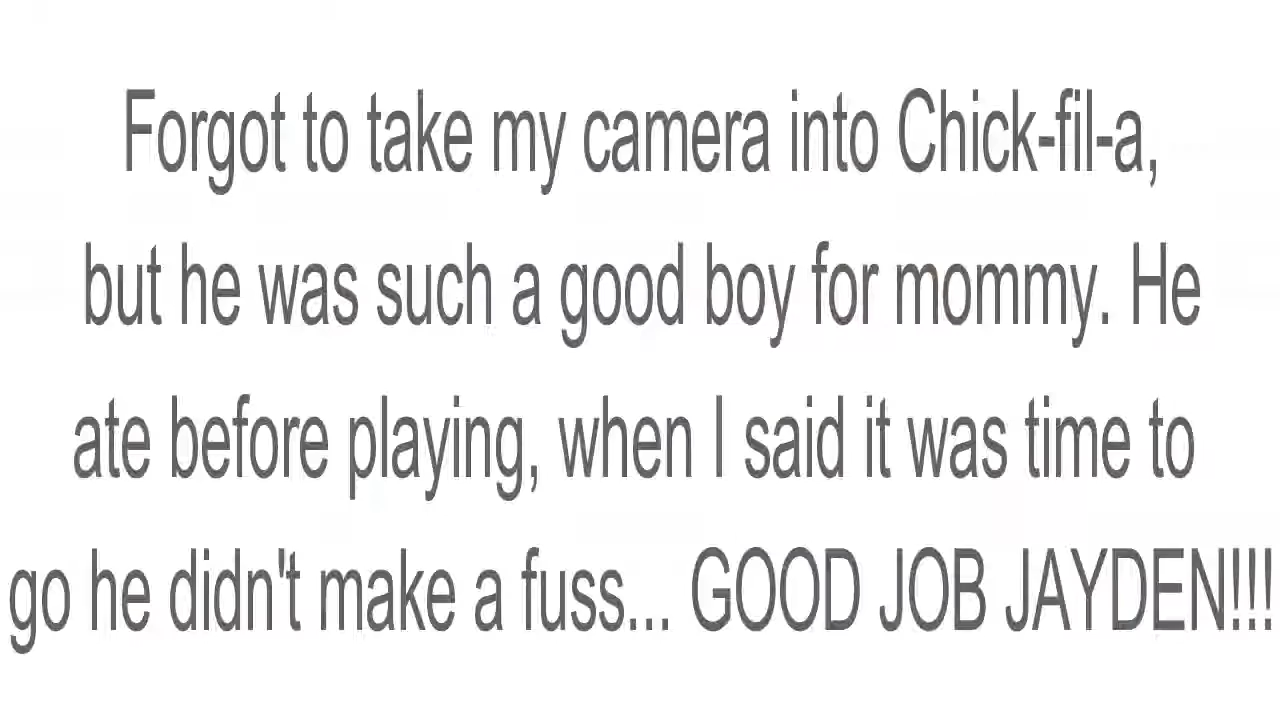 Forgot to take my camera into Chick-fil-a,
but he was such a good boy for mommy. He
ate before playing, when I said it was time to
go he didn't make a fuss... GOOD JOB JAYDEN!!!